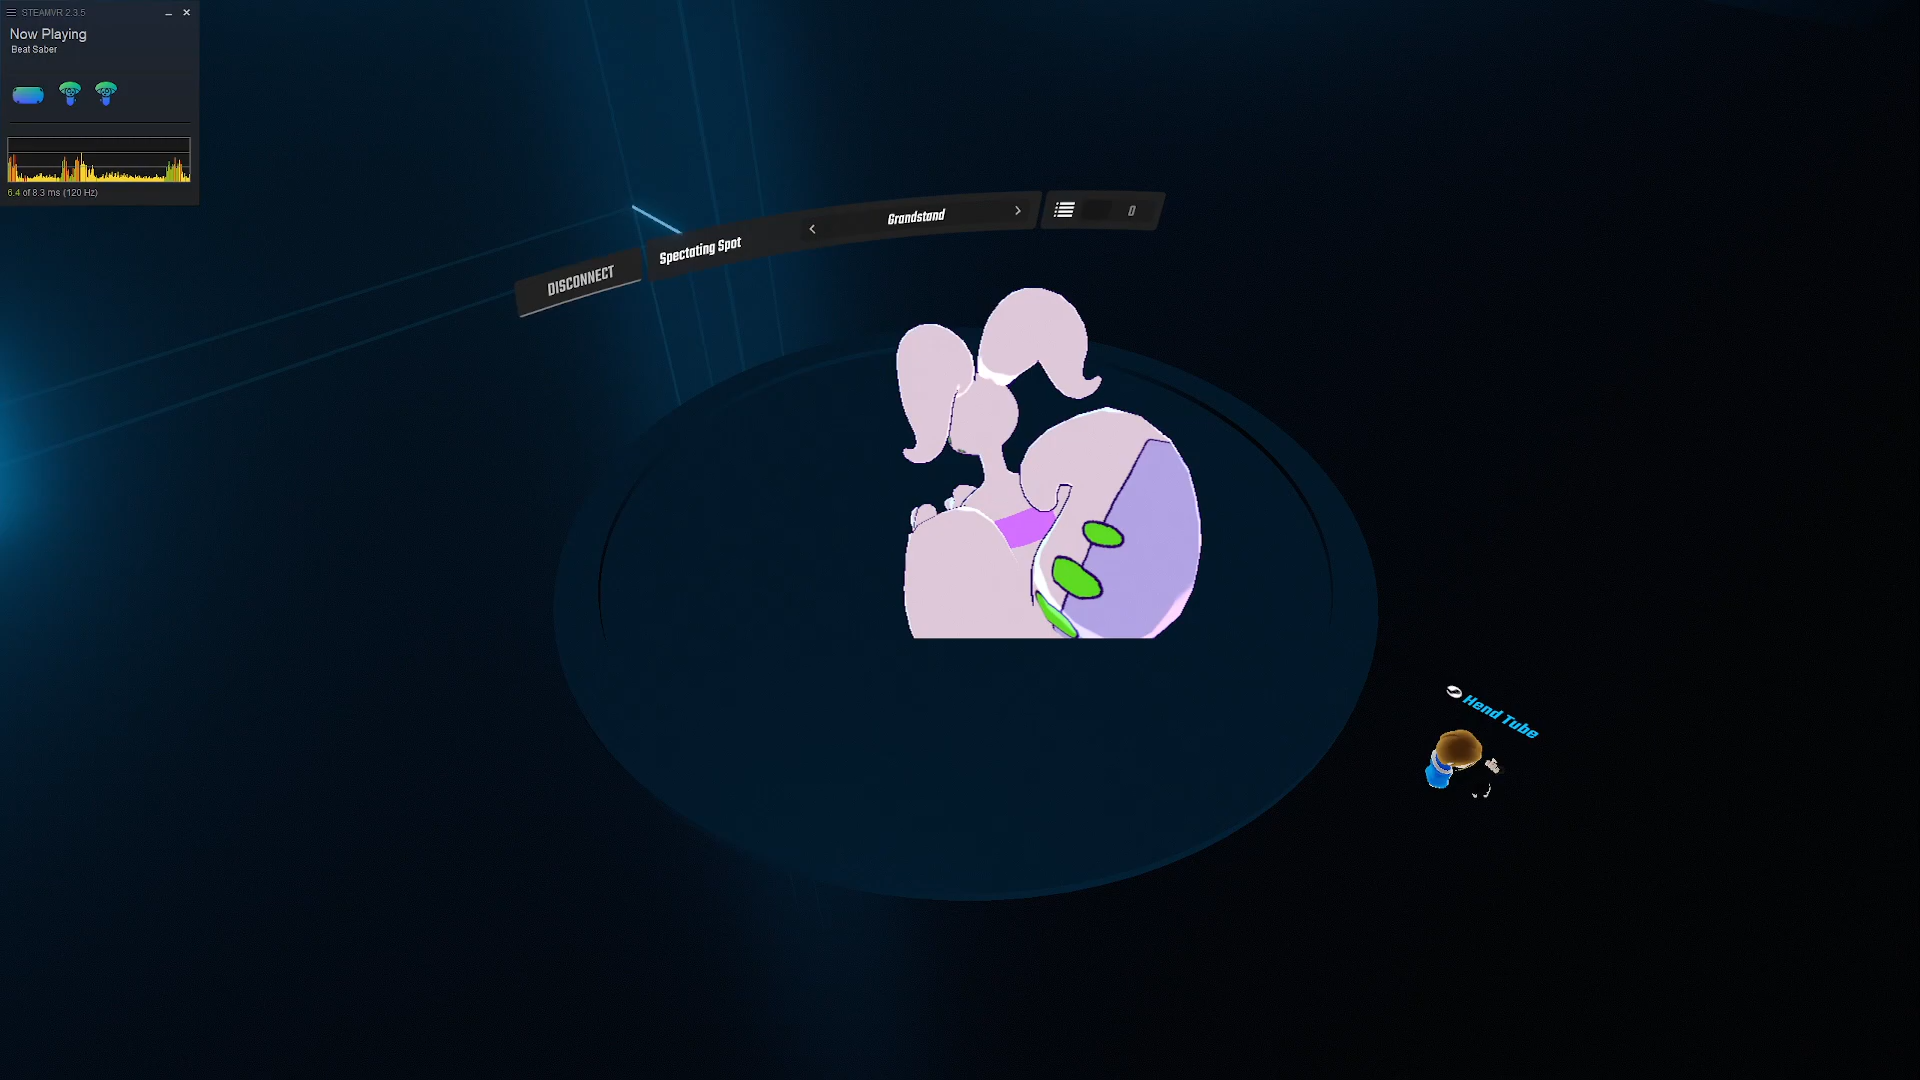 STEAMVR 2.3.5
Now Playing
Beat Saber
6.4 of 8.3 ms (120 Hz)
DISCONNECT
Spectating Spot
Grandstand
0
Hend Tube